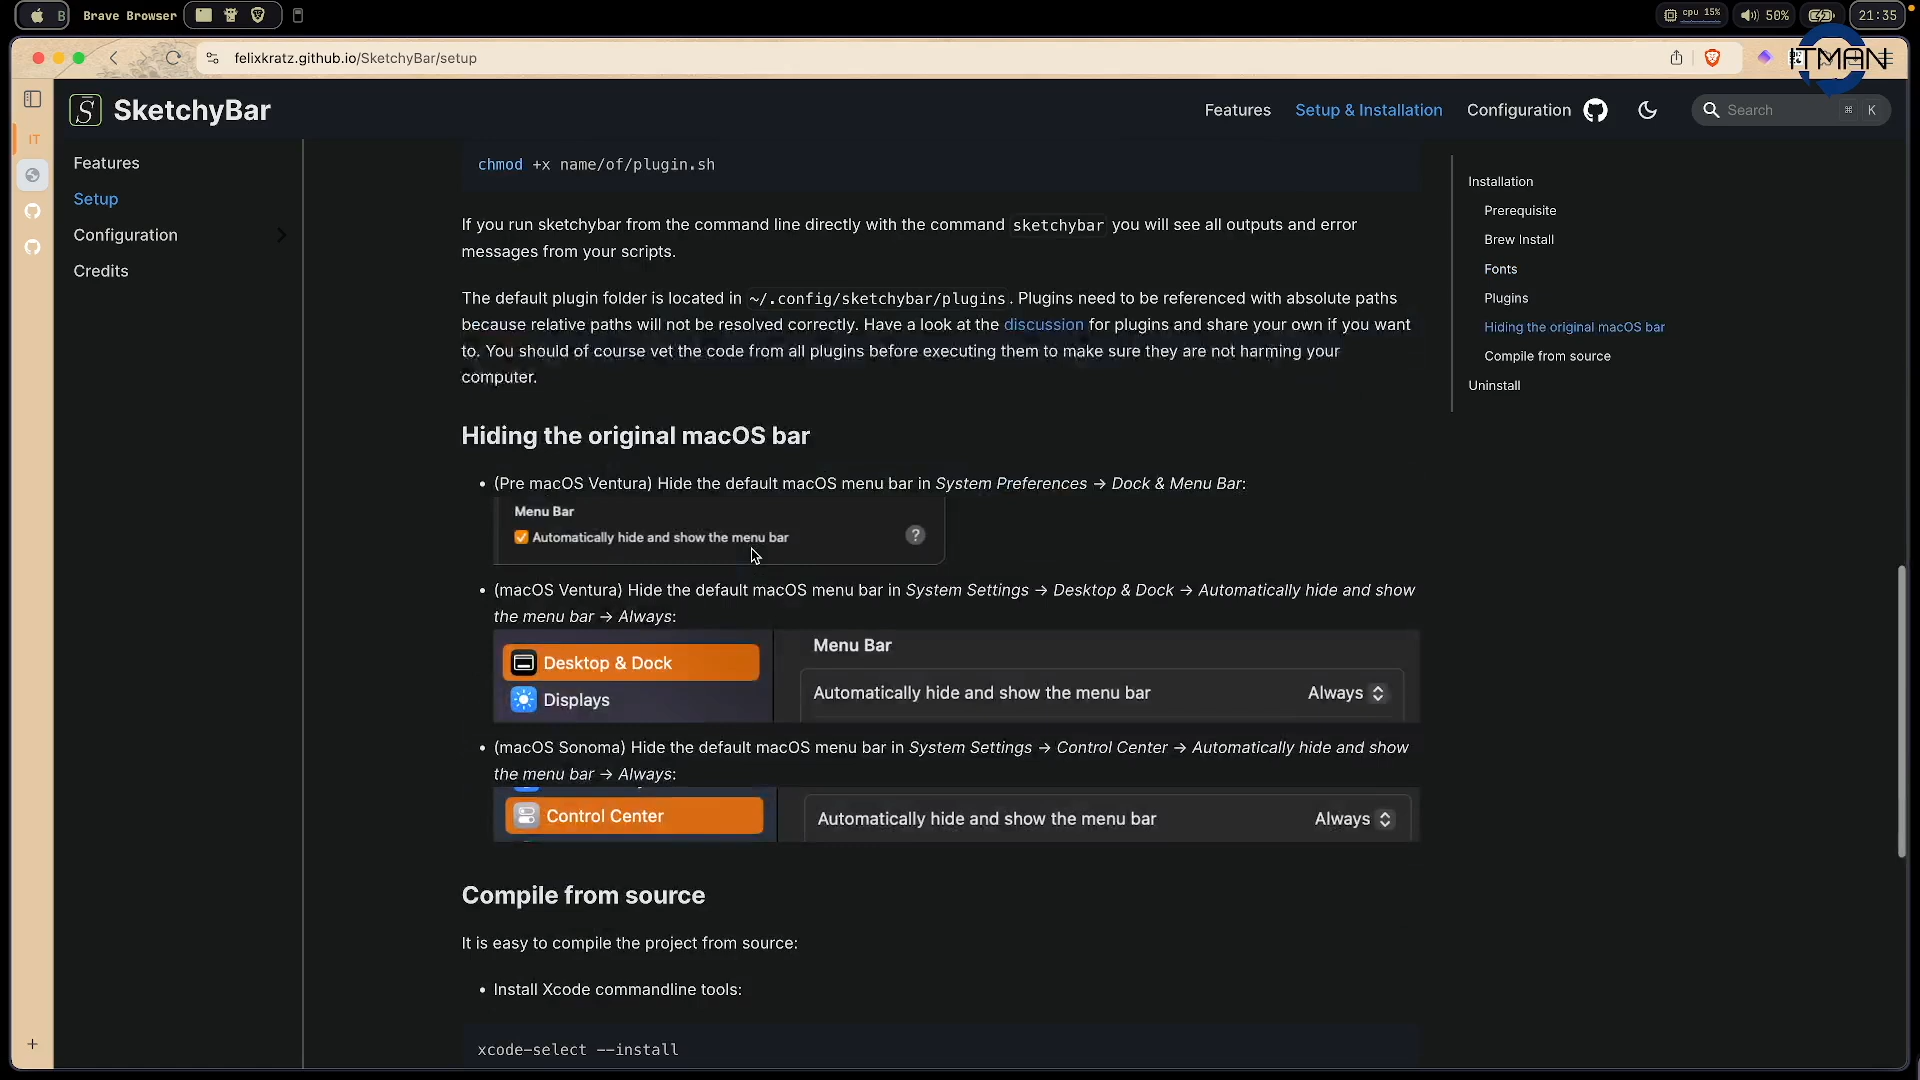 B Brave Browser
cpu 15%
50%
21:35
felixkratz.github.io/SketchyBar/setup
ITMAN
SketchyBar
Features
Setup & Installation
Configuration
Search
⌘ K
IT
Features
Setup
Configuration
Credits
chmod +x name/of/plugin.sh
If you run sketchybar from the command line directly with the command sketchybar you will see all outputs and error
messages from your scripts.
The default plugin folder is located in ~/.config/sketchybar/plugins. Plugins need to be referenced with absolute paths
because relative paths will not be resolved correctly. Have a look at the discussion for plugins and share your own if you want
to. You should of course vet the code from all plugins before executing them to make sure they are not harming your
computer.
Hiding the original macOS bar
• (Pre macOS Ventura) Hide the default macOS menu bar in System Preferences → Dock & Menu Bar:
Menu Bar
Automatically hide and show the menu bar
?
• (macOS Ventura) Hide the default macOS menu bar in System Settings → Desktop & Dock → Automatically hide and show
the menu bar → Always:
Desktop & Dock
Displays
Menu Bar
Automatically hide and show the menu bar Always
• (macOS Sonoma) Hide the default macOS menu bar in System Settings → Control Center → Automatically hide and show
the menu bar → Always:
Control Center
Automatically hide and show the menu bar Always
Compile from source
It is easy to compile the project from source:
• Install Xcode commandline tools:
xcode-select --install
Installation
Prerequisite
Brew Install
Fonts
Plugins
Hiding the original macOS bar
Compile from source
Uninstall